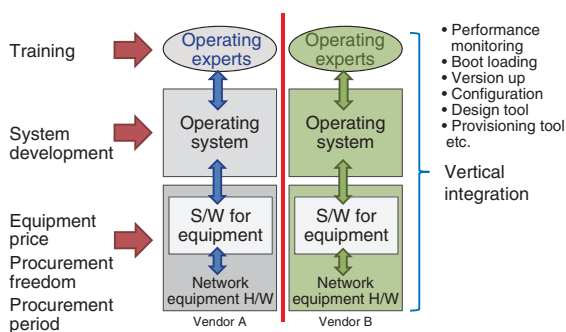 Training
System
development
Equipment
price
Procurement
freedom
Procurement
period
Operating
experts
Operating
system
S/W for
equipment
Network
equipment H/W
Vendor A
Operating
experts
Operating
system
S/W for
equipment
Network
equipment H/W
Vendor B
• Performance
monitoring
• Boot loading
• Version up
• Configuration
• Design tool
• Provisioning tool
etc.
Vertical
integration